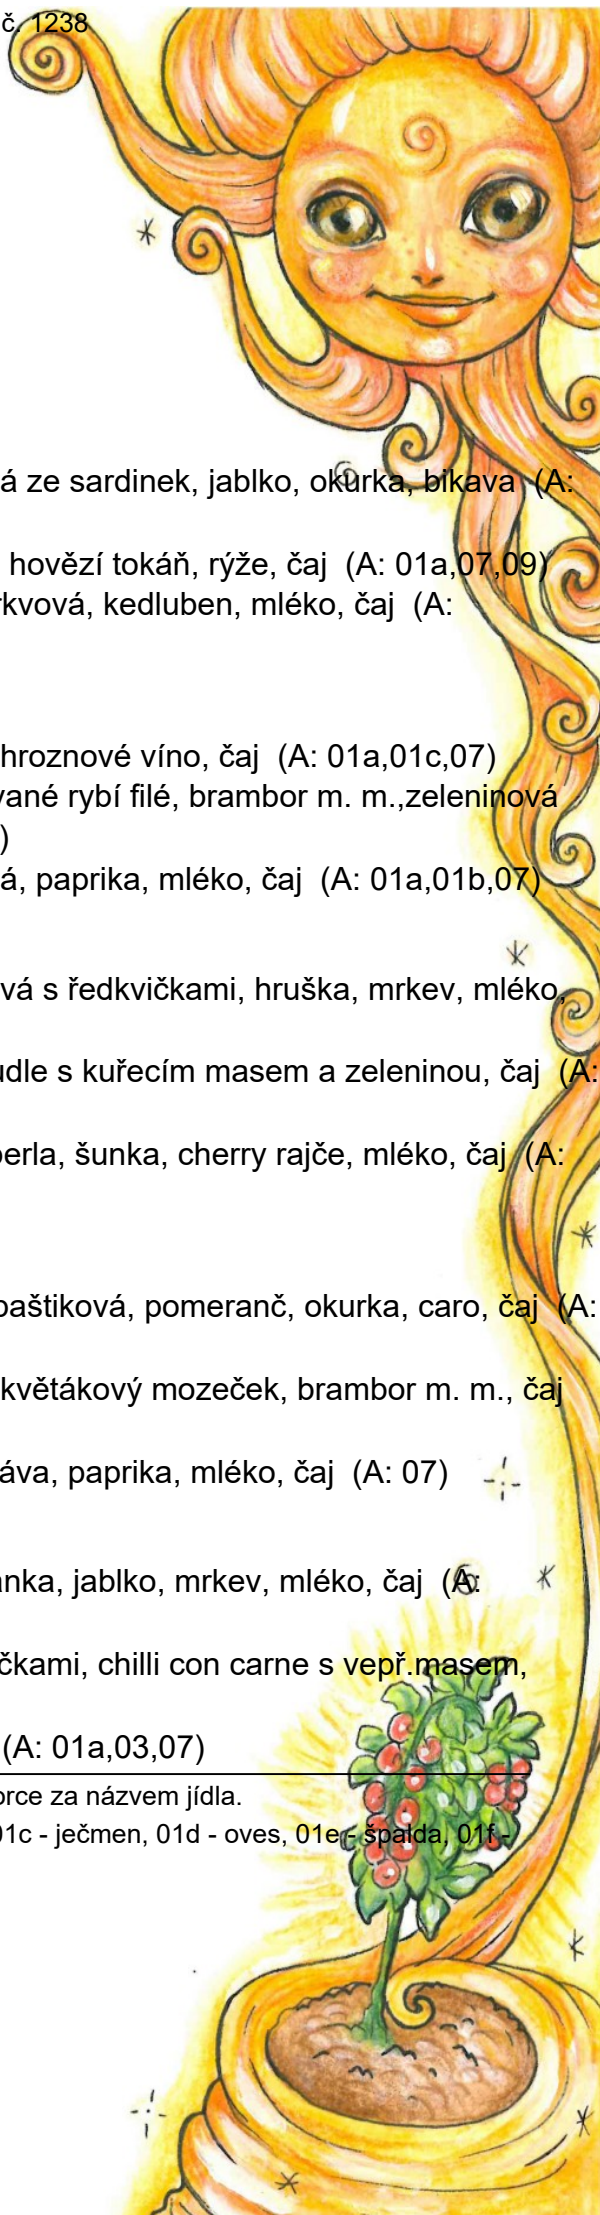 č. 1238
á ze sardinek, jablko, okurka, bikava (A:
hovězí tokáň, rýže, čaj (A: 01a,07,09)
rkvová, kedluben, mléko, čaj (A:
hroznové víno, čaj (A: 01a,01c,07)
vané rybí filé, brambor m. m.,zeleninová
)
á, paprika, mléko, čaj (A: 01a,01b,07)
vá s ředkvičkami, hruška, mrkev, mléko,
udle s kuřecím masem a zeleninou, čaj (A:
perla, šunka, cherry rajče, mléko, čaj (A:
paštiková, pomeranč, okurka, caro, čaj (A:
květákový mozeček, brambor m. m., čaj
áva, paprika, mléko, čaj (A: 07)
anka, jablko, mrkev, mléko, čaj (A:
čkami, chilli con carne s vepř.masem,
(A: 01a,03,07)
orce za názvem jídla.
01c - ječmen, 01d - oves, 01e - špalda, 01f -